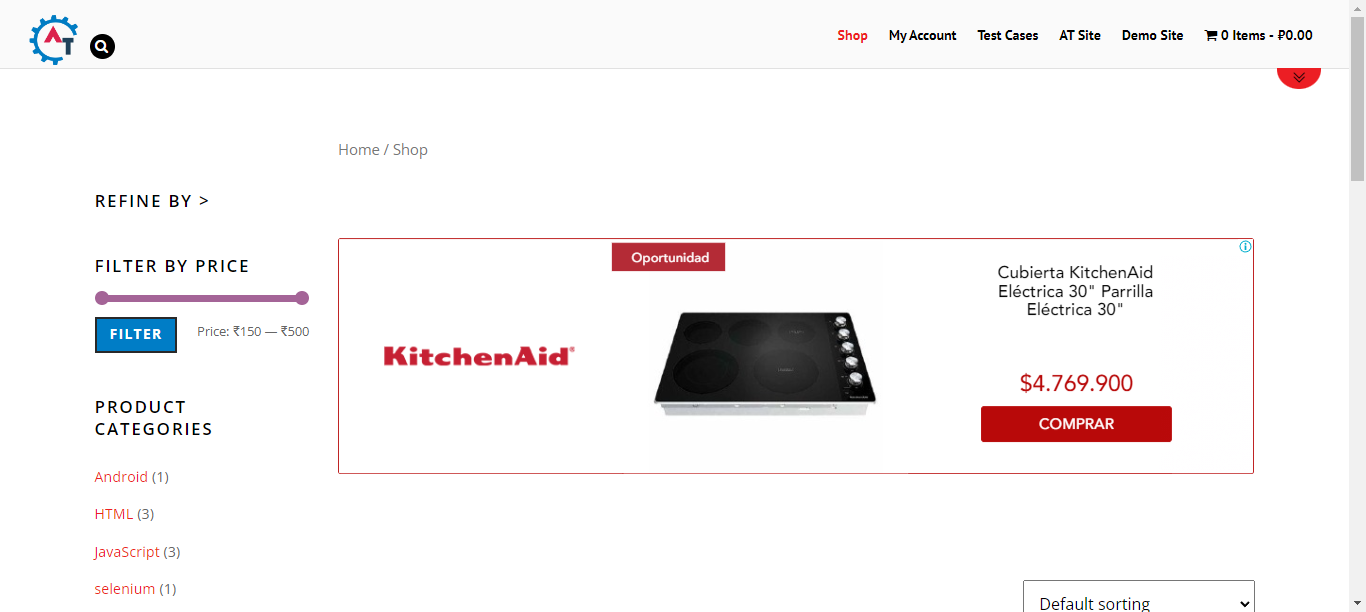 AT
Shop
My Account
Test Cases
AT Site
Demo Site
0 Items - ₽0.00
Home / Shop
REFINE BY >
FILTER BY PRICE
FILTER
Price: ₹150 — ₹500
PRODUCT
CATEGORIES
Android (1)
HTML (3)
JavaScript (3)
selenium (1)
Oportunidad
KitchenAid
Cubierta KitchenAid
Eléctrica 30" Parrilla
Eléctrica 30"
$4.769.900
COMPRAR
Default sorting